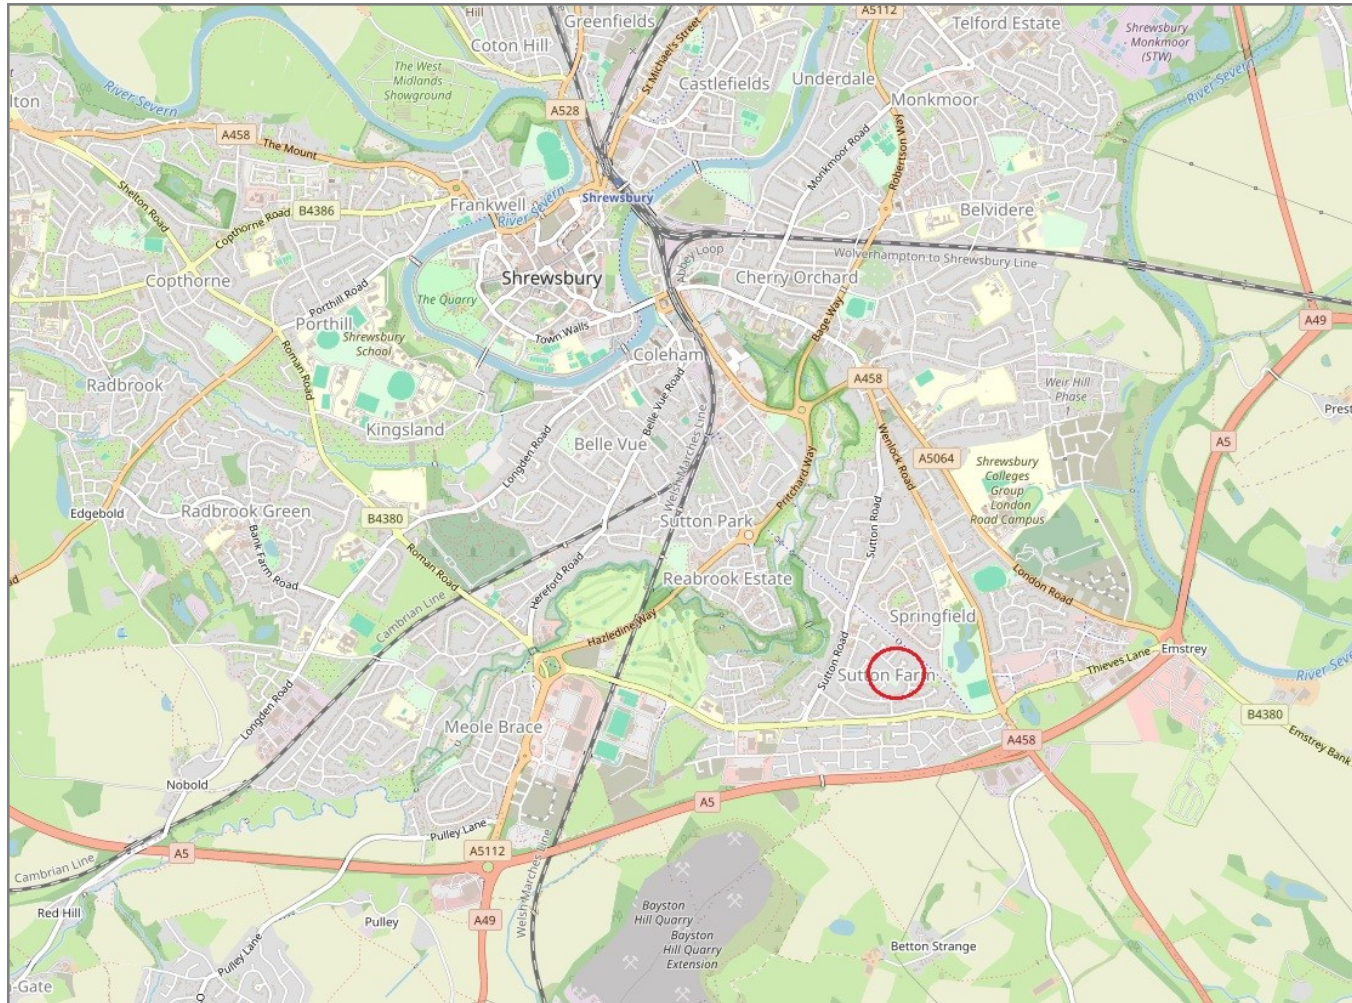 Hill
Greenfields
A5112
Telford Estate
Coton Hill
St Michael's Street
Shrewsbury
Monkmoor
(STW)
The West
Midlands
Showground
Castlefields
Underdale
River Severn
River Severn
Monkmoor
A528
A458
The Mount
Monkmoor Road
Robertson Way
Shelton Road
Frankwell
River Severn
Shrewsbury
B4386
Copthorne Road
Belvidere
Abbey Loop
Wolverhampton to Shrewsbury Line
Copthorne
Shrewsbury
Cherry Orchard
Porthill Road
The Quarry
Porthill
Shrewsbury
School
Town Walls
Bage Way
A49
Roman Road
Coleham
Radbrook
A458
Weir Hill
Phase
1
Prest
Belle Vue Road
Kingsland
Longden Road
Belle Vue
Welsh Marches Line
Wenlock Road
A5
A5064
Shrewsbury
Colleges
Group
London
Road Campus
Pritchard Way
Edgebold
Radbrook Green
B4380
Sutton Park
Sutton Road
Bank Farm Road
Roman Road
Hereford Road
Reabrook Estate
London Road
Cambrian Line
Hazledine Way
Springfield
Sutton Road
Emstrey
Thieves Lane
River Severn
Sutton Farm
Longden Road
Meole Brace
B4380
A458
Emstrey Bank
Nobold
A5
Pulley Lane
A5
A5112
Cambrian Line
Welsh Marches Line
Red Hill
Pulley
A49
Bayston
Hill Quarry
Bayston
Hill Quarry
Extension
Pulley Lane
Betton Strange
-Gate